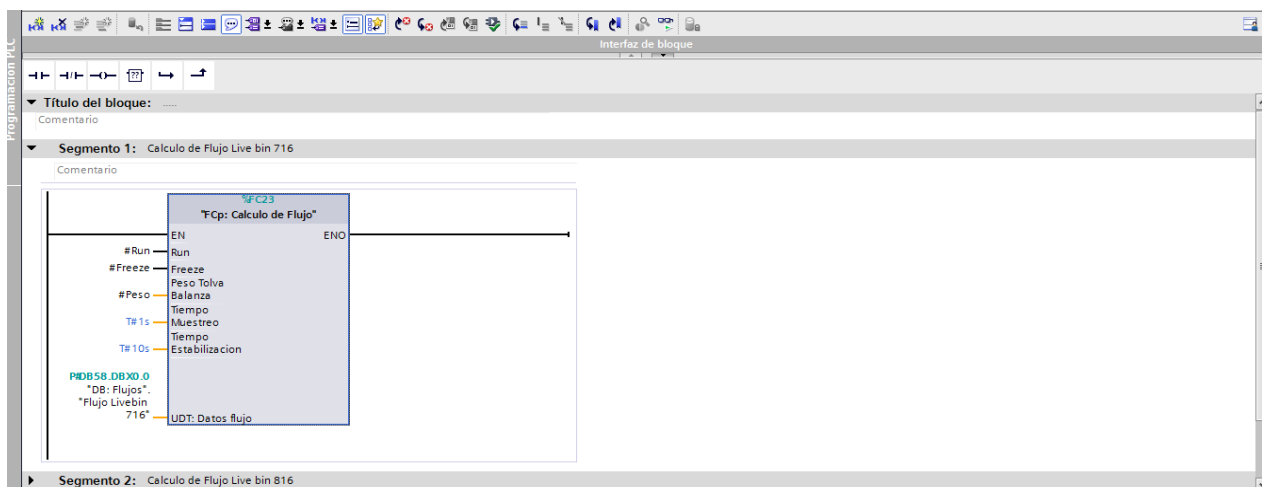 Interfaz de bloque
Programación PLC
??
Título del bloque: .....
Comentario
Segmento 1: Calculo de Flujo Live bin 716
Comentario
%FC23
"FCp: Calculo de Flujo"
EN ENO
#Run Run
#Freeze Freeze
Peso Tolva
#Peso Balanza
Tiempo
T#1s Muestreo
Tiempo
T#10s Estabilizacion
P#DB58.DBX0.0
"DB: Flujos".
"Flujo Livebin
716" UDT: Datos flujo
Segmento 2: Calculo de Flujo Live bin 816